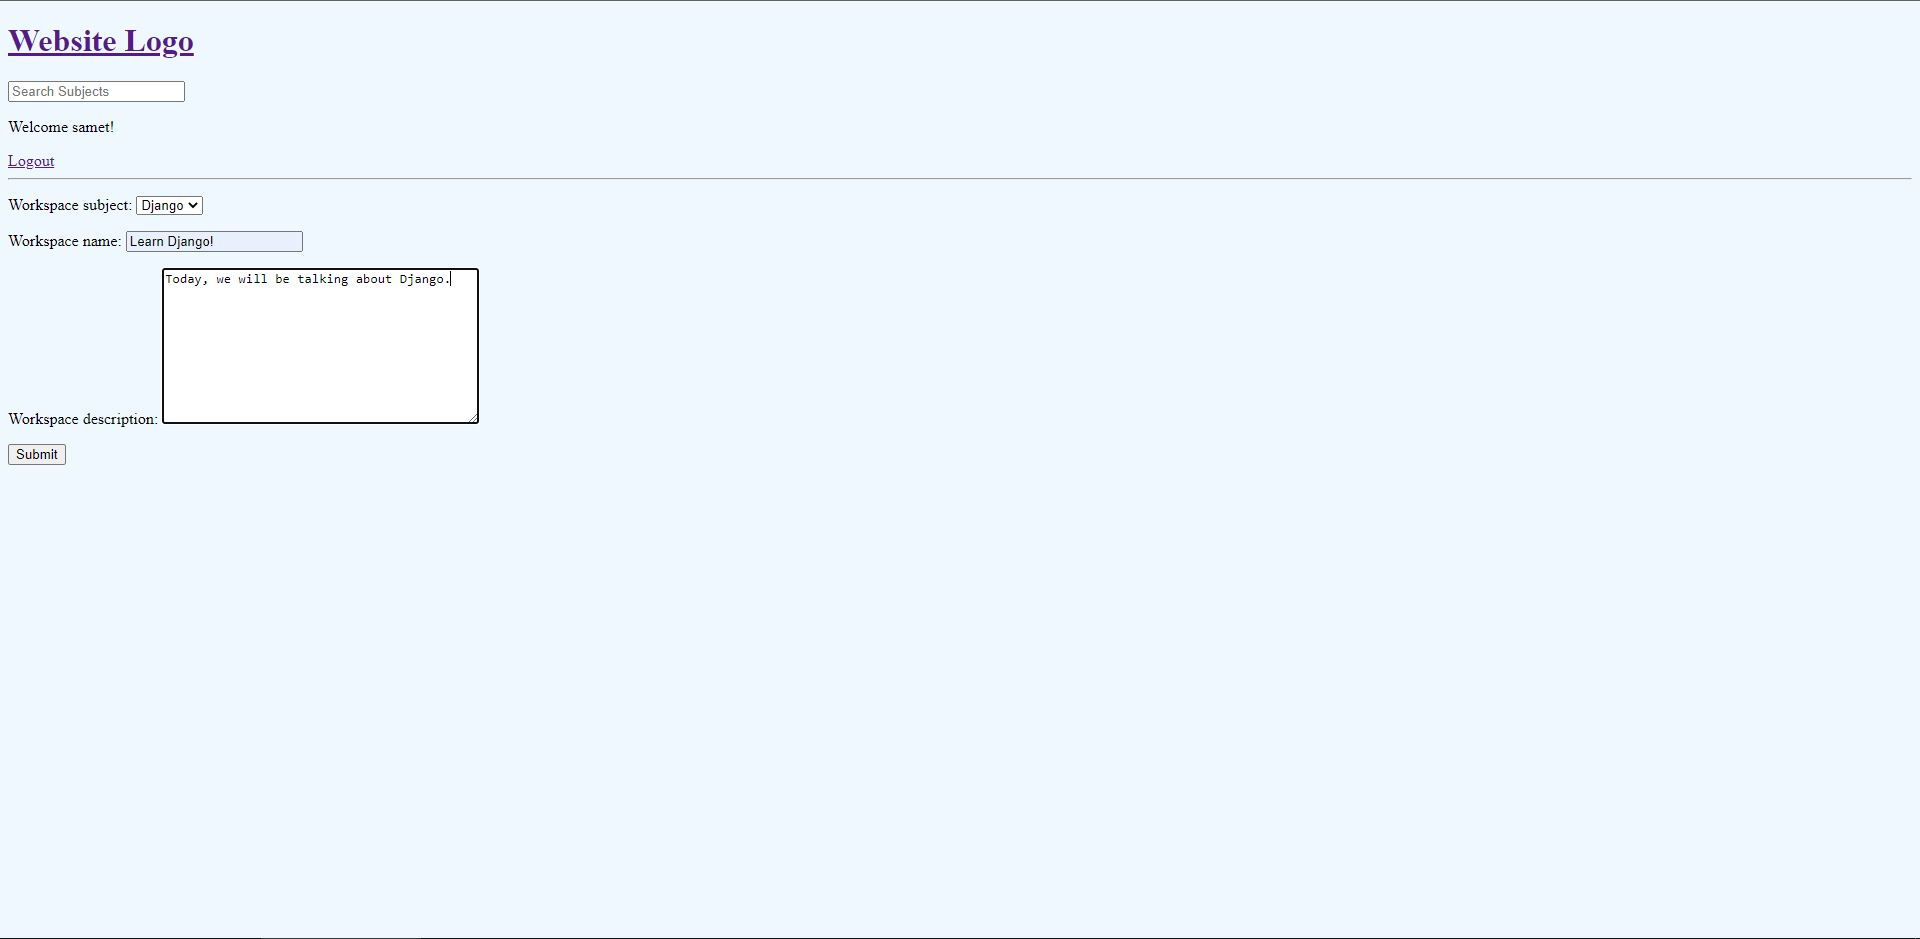 Website Logo
Search Subjects
Welcome samet!
Logout
Workspace subject: Django
Workspace name: Learn Django!
Today, we will be talking about Django.
Workspace description:
Submit